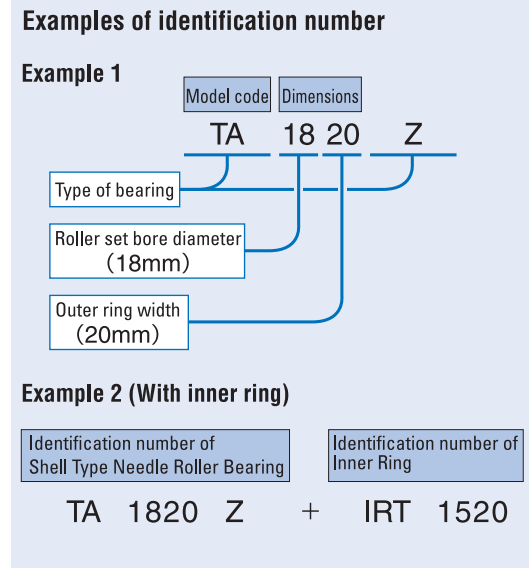 Examples of identification number
Example 1
Model code Dimensions
TA 18 20 Z
Type of bearing
Roller set bore diameter
(18mm)
Outer ring width
(20mm)
Example 2 (With inner ring)
Identification number of
Shell Type Needle Roller Bearing
Identification number of
Inner Ring
TA 1820 Z + IRT 1520